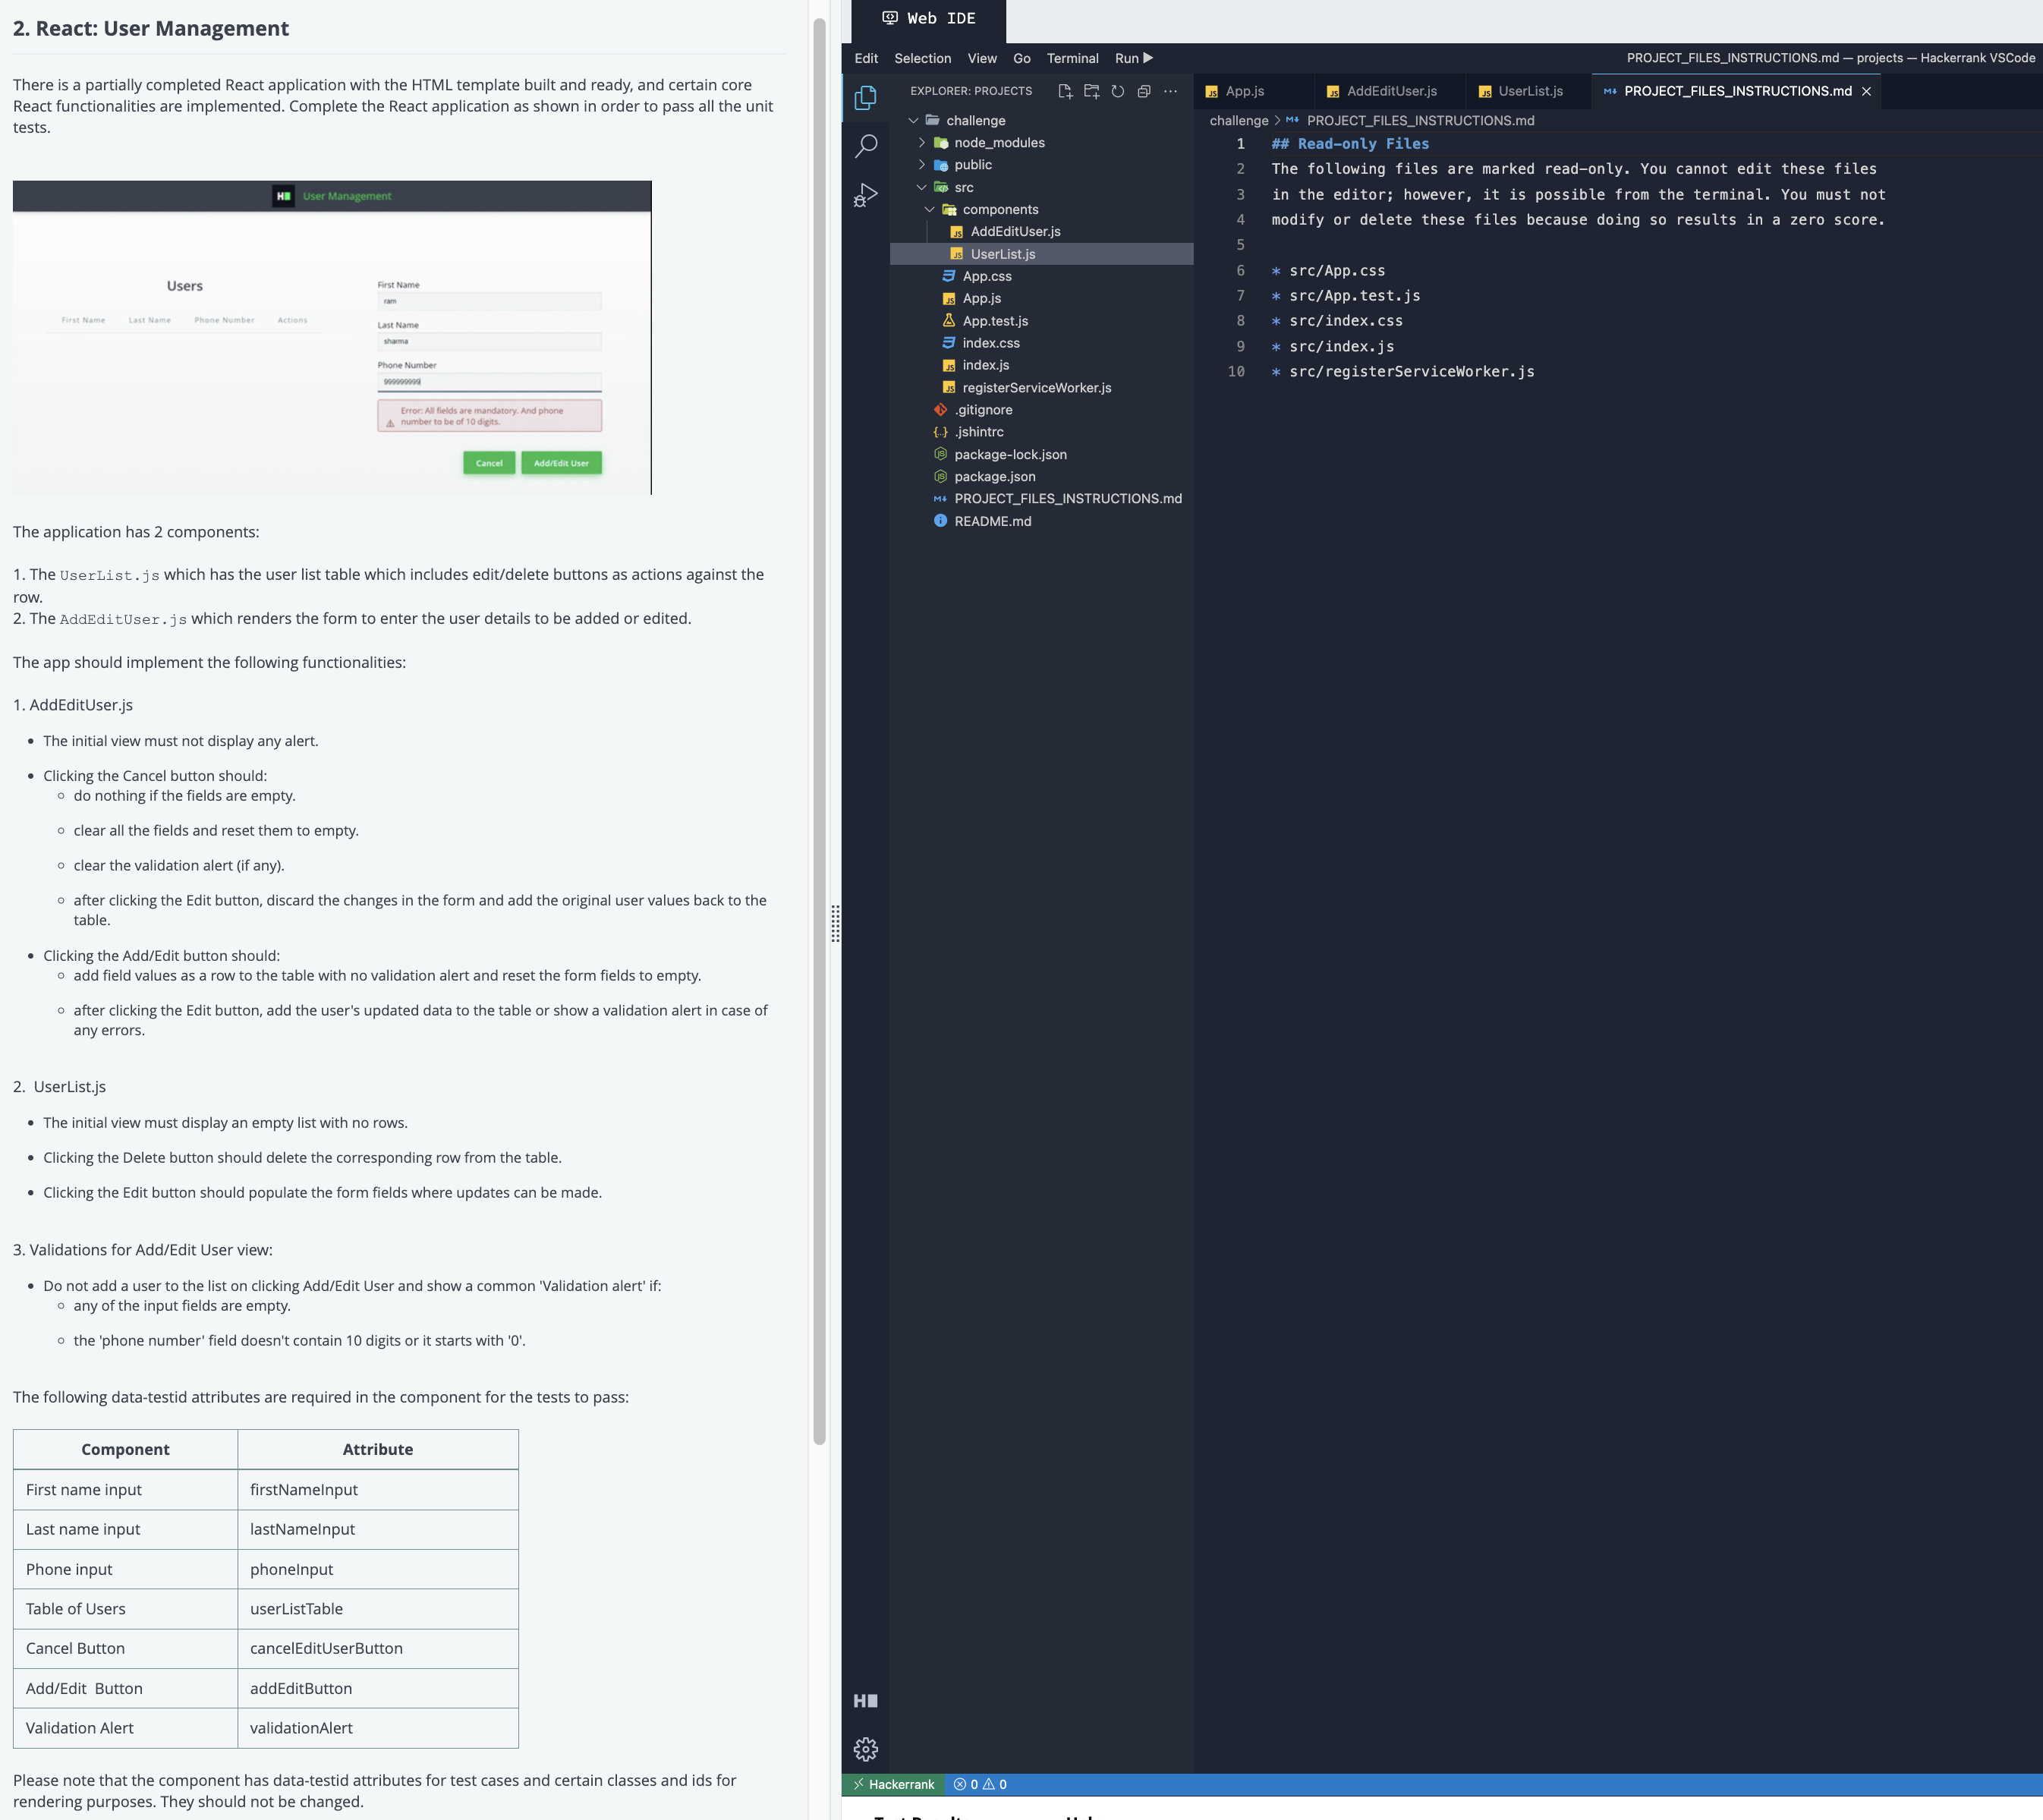 2. React: User Management
There is a partially completed React application with the HTML template built and ready, and certain core
React functionalities are implemented. Complete the React application as shown in order to pass all the unit
tests.
H
User Management
Users
First Name Last Name Phone Number Actions
First Name
ram
Last Name
sharma
Phone Number
999999999
Error: All fields are mandatory. And phone
number to be of 10 digits.
Cancel
Add/Edit User
The application has 2 components:
1. The UserList.js which has the user list table which includes edit/delete buttons as actions against the
row.
2. The AddEditUser.js which renders the form to enter the user details to be added or edited.
The app should implement the following functionalities:
1. AddEditUser.js
• The initial view must not display any alert.
• Clicking the Cancel button should:
○ do nothing if the fields are empty.
○ clear all the fields and reset them to empty.
○ clear the validation alert (if any).
○ after clicking the Edit button, discard the changes in the form and add the original user values back to the
table.
• Clicking the Add/Edit button should:
○ add field values as a row to the table with no validation alert and reset the form fields to empty.
○ after clicking the Edit button, add the user's updated data to the table or show a validation alert in case of
any errors.
2. UserList.js
• The initial view must display an empty list with no rows.
• Clicking the Delete button should delete the corresponding row from the table.
• Clicking the Edit button should populate the form fields where updates can be made.
3. Validations for Add/Edit User view:
• Do not add a user to the list on clicking Add/Edit User and show a common 'Validation alert' if:
○ any of the input fields are empty.
○ the 'phone number' field doesn't contain 10 digits or it starts with '0'.
The following data-testid attributes are required in the component for the tests to pass:
Component Attribute
First name input firstNameInput
Last name input lastNameInput
Phone input phoneInput
Table of Users userListTable
Cancel Button cancelEditUserButton
Add/Edit Button addEditButton
Validation Alert validationAlert
Please note that the component has data-testid attributes for test cases and certain classes and ids for
rendering purposes. They should not be changed.
Web IDE
Edit Selection View Go Terminal Run
PROJECT_FILES_INSTRUCTIONS.md — projects — Hackerrank VSCode
EXPLORER: PROJECTS
challenge
node_modules
public
src
components
AddEditUser.js
UserList.js
App.css
App.js
App.test.js
index.css
index.js
registerServiceWorker.js
.gitignore
.jshintrc
package-lock.json
package.json
PROJECT_FILES_INSTRUCTIONS.md
README.md
App.js
AddEditUser.js
UserList.js
PROJECT_FILES_INSTRUCTIONS.md
challenge > PROJECT_FILES_INSTRUCTIONS.md
1 ## Read-only Files
2 The following files are marked read-only. You cannot edit these files
3 in the editor; however, it is possible from the terminal. You must not
4 modify or delete these files because doing so results in a zero score.
5
6 * src/App.css
7 * src/App.test.js
8 * src/index.css
9 * src/index.js
10 * src/registerServiceWorker.js
H
Hackerrank
0 0